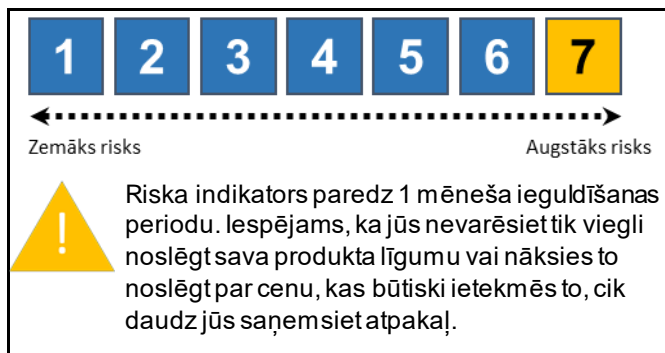 1 2 3 4 5 6 7
Zemāks risks Augstāks risks
!
Riska indikators paredz 1 mēneša ieguldīšanas
periodu. Iespējams, ka jūs nevarēsiet tik viegli
noslēgt sava produkta līgumu vai nāksies to
noslēgt par cenu, kas būtiski ietekmēs to, cik
daudz jūs saņemsiet atpakaļ.